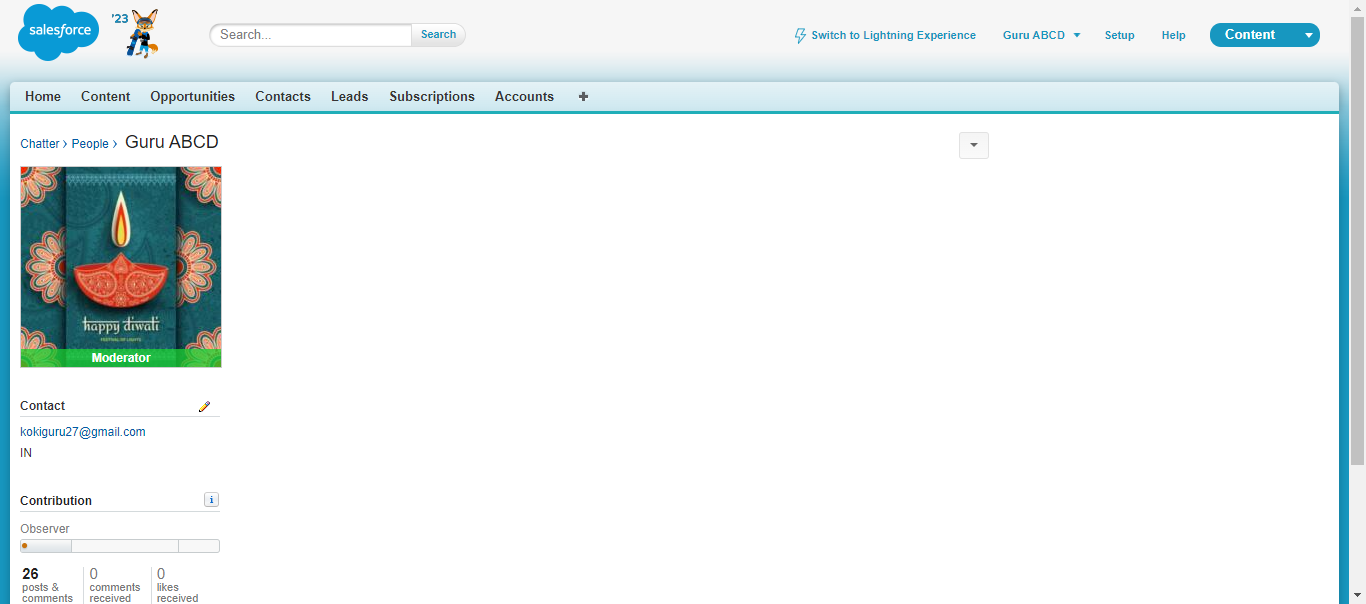 salesforce
'23
Search...
Search
Switch to Lightning Experience
Guru ABCD
Setup
Help
Content
Home
Content
Opportunities
Contacts
Leads
Subscriptions
Accounts
Chatter › People › Guru ABCD
happy diwali
FESTIVAL OF LIGHTS
Moderator
Contact
kokiguru27@gmail.com
IN
Contribution
i
Observer
26
posts &
comments
0
comments
received
0
likes
received